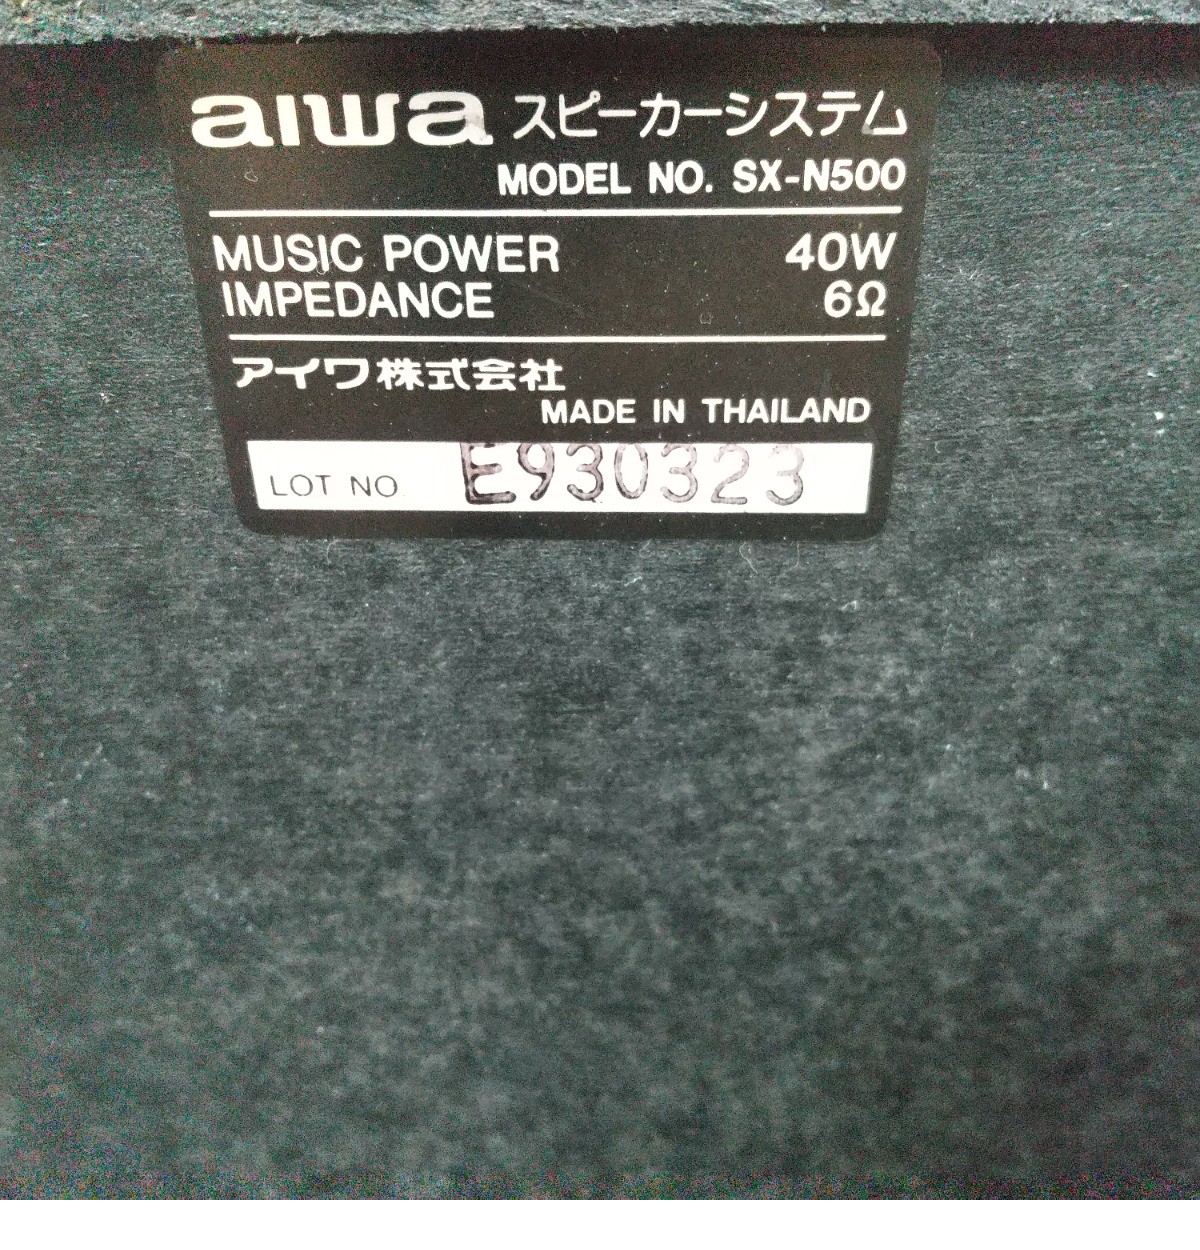 aiwa スピーカーシステム
MODEL NO. SX-N500
MUSIC POWER 40W
IMPEDANCE 6Ω
アイワ株式会社
MADE IN THAILAND
LOT NO. E930323